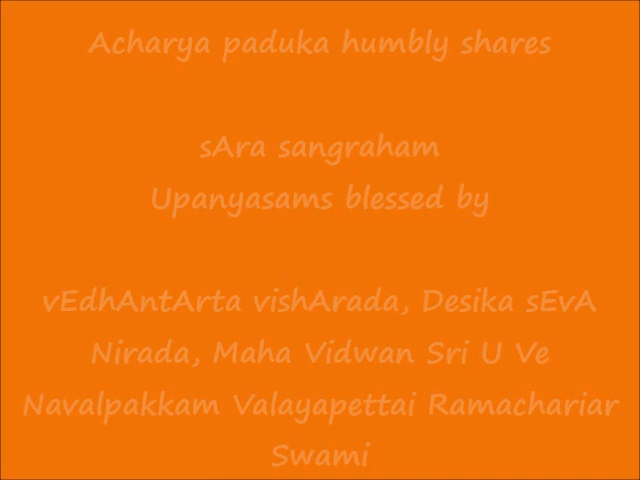 Acharya paduka humbly shares
sAra sangraham
Upanyasams blessed by
vEdhAntArta vishArada, Desika sEvA
Nirada, Maha Vidwan Sri U Ve
Navalpakkam Valayapettai Ramachariar
Swami